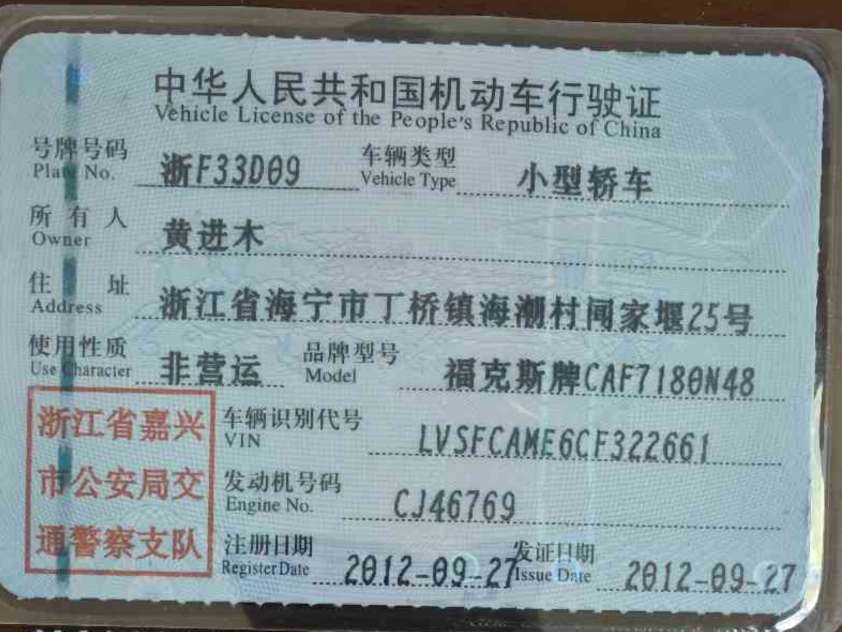 中华人民共和国机动车行驶证
Vehicle License of the People's Republic of China
号牌号码 浙F33D09 车辆类型 小型轿车
Plate No. Vehicle Type
所有人 黄进木
Owner
住址 浙江省海宁市丁桥镇海潮村闻家堰25号
Address
使用性质 非营运 品牌型号 福克斯牌CAF7180N48
Use Character Model
浙江省嘉兴
市公安局交
通警察支队
车辆识别代号 LVSFCAME6CF322661
VIN
发动机号码 CJ46769
Engine No.
注册日期 2012-09-27 发证日期 2012-09-27
Register Date Issue Date